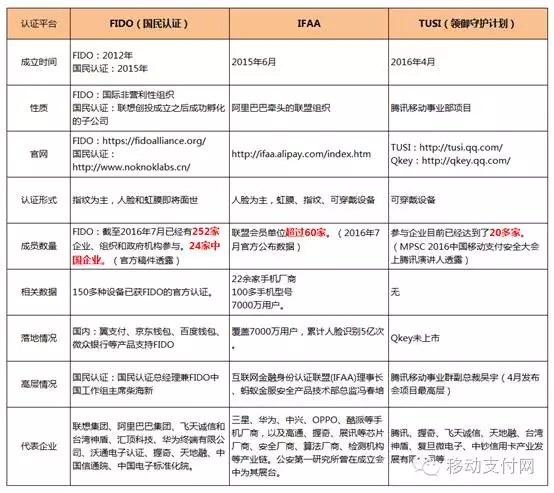 认证平台
FIDO（国民认证）
IFAA
TUSI（领御守护计划）
成立时间
FIDO：2012年
国民认证：2015年
2015年6月
2016年4月
性质
FIDO：国际非营利性组织
国民认证：联想创投成立之后成功孵化
的子公司
阿里巴巴牵头的联盟组织
腾讯移动事业部项目
官网
FIDO：https://fidoalliance.org/
国民认证：
http://www.noknoklabs.cn/
http://ifaa.alipay.com/index.htm
TUSI：http://tusi.qq.com/
Qkey：http://qkey.qq.com/
认证形式
指纹为主，人脸和虹膜即将面世
人脸为主，虹膜、指纹、可穿戴设备
可穿戴设备
成员数量
FIDO：截至2016年7月已经有252家
企业、组织和政府机构参与。24家中
国企业。（官方稿件透露）
联盟会员单位超过60家。（2016年7
月官方公布数据）
参与企业目前已经达到了20多家。
（MPSC 2016中国移动支付安全大会
上腾讯演讲人透露）
相关数据
150多种设备已获FIDO的官方认证。
22余家手机厂商
100多手机型号
7000万用户。
无
落地情况
国内：翼支付、京东钱包、百度钱包、
微众银行等产品支持FIDO
覆盖7000万用户，累计人脸识别5亿次
。
Qkey未上市
高层情况
国民认证：国民认证总经理兼FIDO中
国工作组主席柴海新
互联网金融身份认证联盟(IFAA)理事长
、蚂蚁金服安全产品技术部总监冯春培
腾讯移动事业群副总裁吴宇（4月发布
会项目最高层）
代表企业
联想集团、阿里巴巴集团、飞天诚信和
台湾神盾、汇顶科技、华为终端有限公
司、沃通电子认证、握奇、天地融、中
国信通院、中国电子标准化院。
三星、华为、中兴、OPPO、酷派等手
机厂商，以及高通、握奇、展讯等芯片
厂商、安全厂商、算法厂商、检测机构
等产业链。公安第一研究所曾在成立会
中为其展台。
腾讯、握奇、飞天诚信、天地融、台湾
神盾、复旦微电子、中钞信用卡产业发
展有限公司等
移动支付网